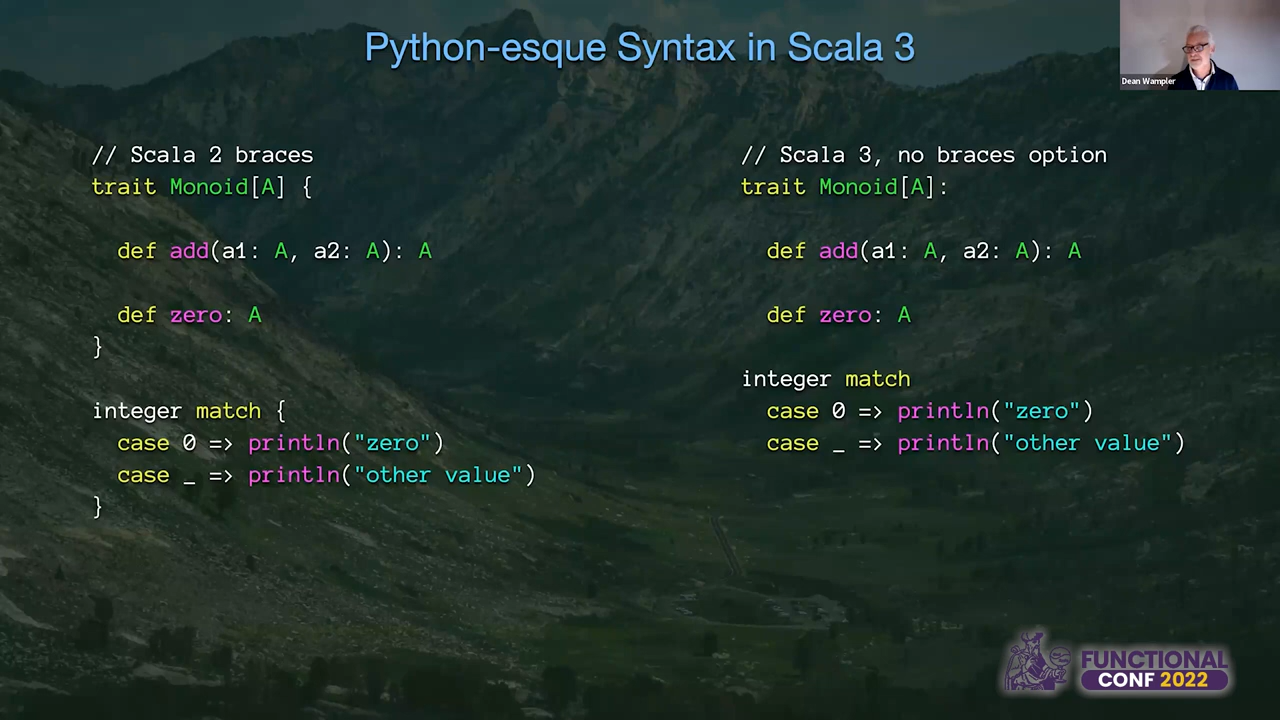 Python-esque Syntax in Scala 3
Dean Wampler
// Scala 2 braces
trait Monoid[A] {
  def add(a1: A, a2: A): A
  def zero: A
}
integer match {
  case 0 => println("zero")
  case _ => println("other value")
}
// Scala 3, no braces option
trait Monoid[A]:
  def add(a1: A, a2: A): A
  def zero: A
integer match
  case 0 => println("zero")
  case _ => println("other value")
FUNCTIONAL
CONF 2022